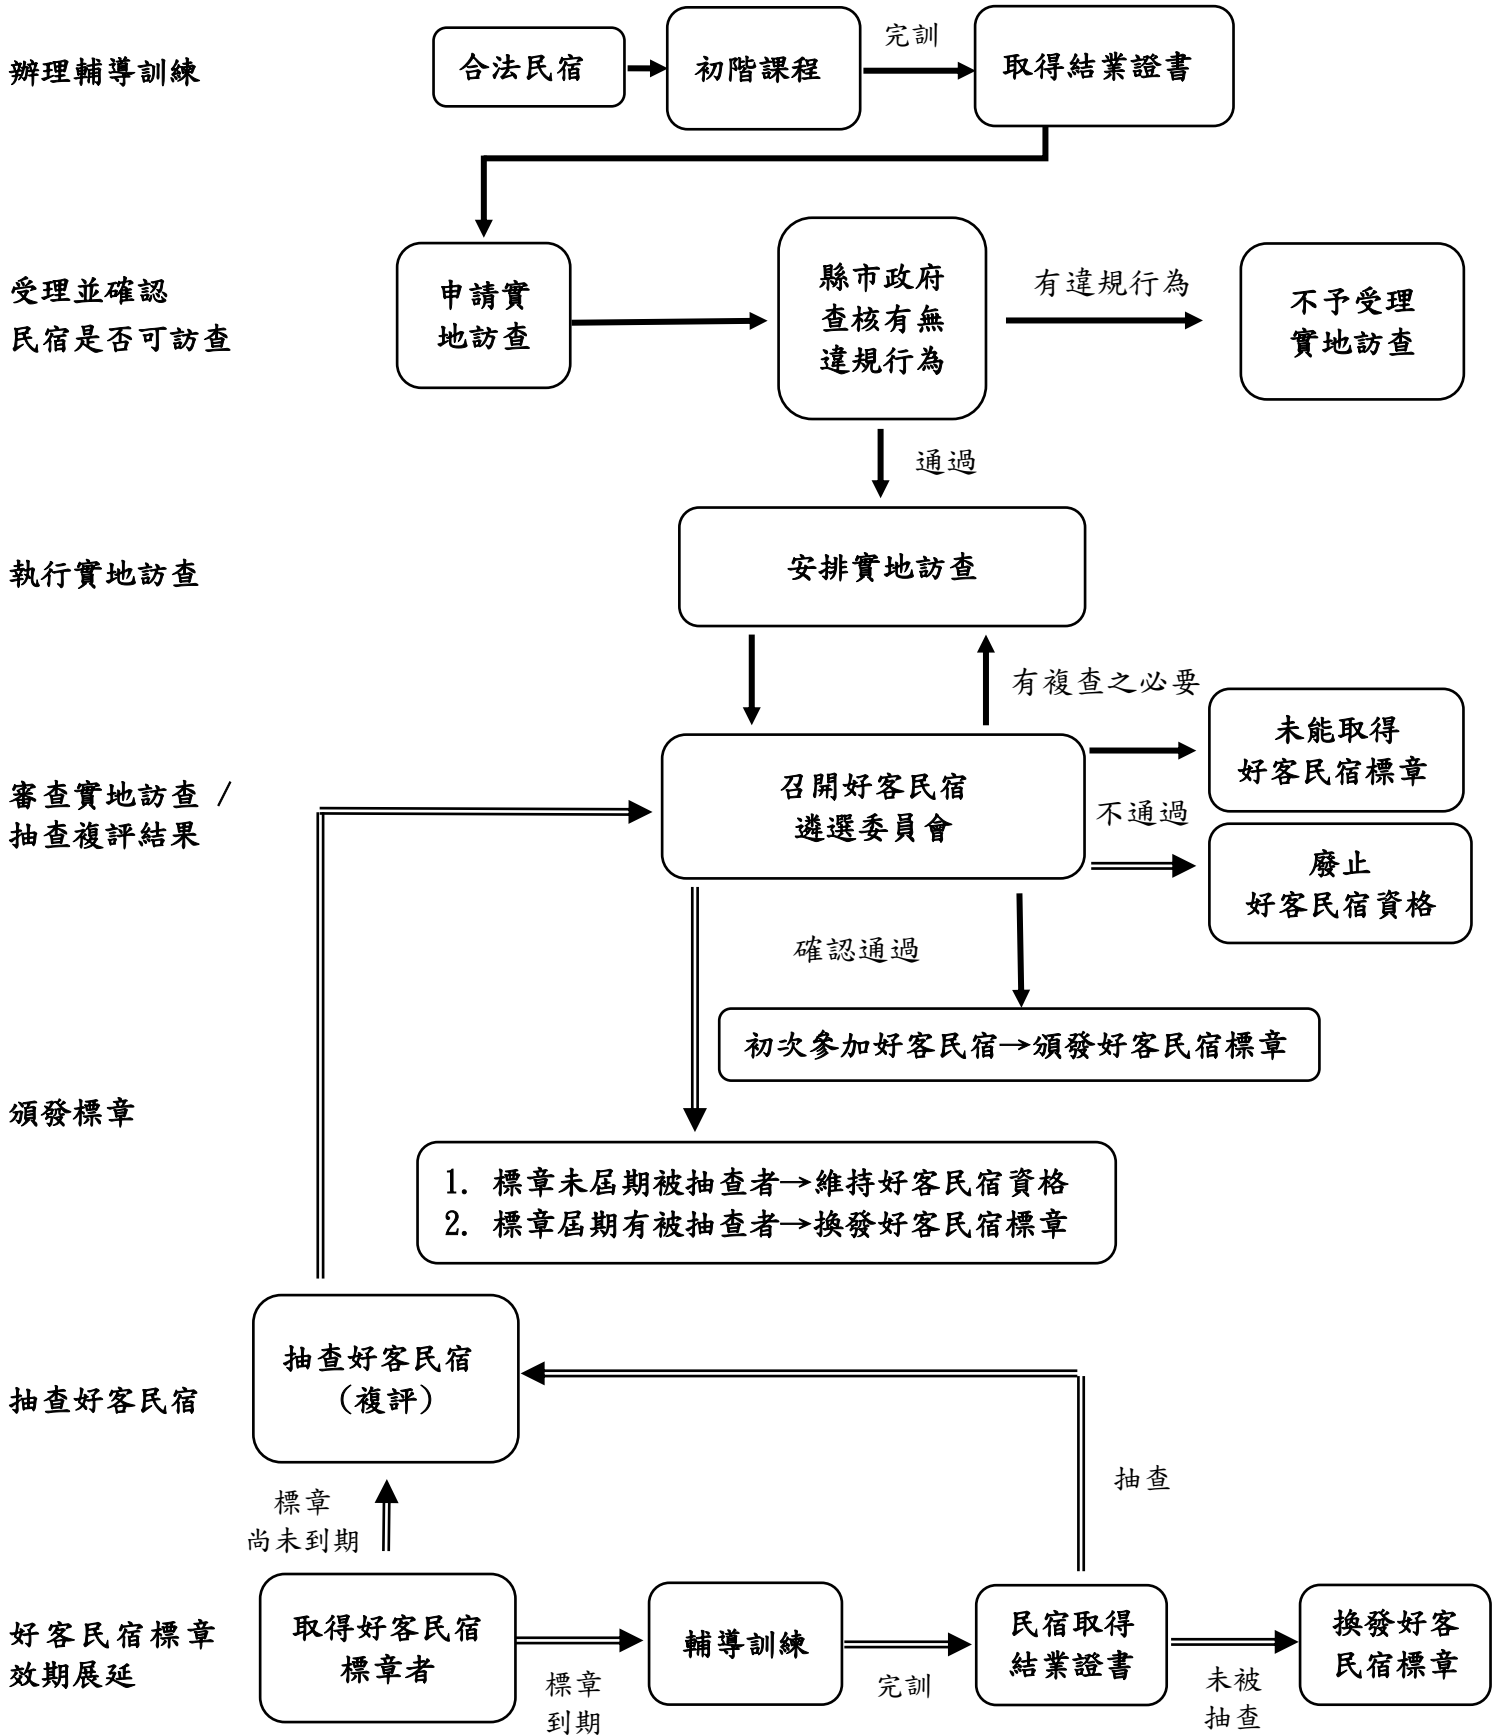 辦理輔導訓練
合法民宿
初階課程
完訓
取得結業證書
受理並確認
民宿是否可訪查
申請實
地訪查
縣市政府
查核有無
違規行為
有違規行為
不予受理
實地訪查
通過
執行實地訪查
安排實地訪查
有複查之必要
審查實地訪查 /
抽查複評結果
召開好客民宿
遴選委員會
未能取得
好客民宿標章
不通過
廢止
好客民宿資格
確認通過
初次參加好客民宿→頒發好客民宿標章
頒發標章
1. 標章未屆期被抽查者→維持好客民宿資格
2. 標章屆期有被抽查者→換發好客民宿標章
抽查好客民宿
抽查好客民宿
(複評)
標章
尚未到期
抽查
好客民宿標章
效期展延
取得好客民宿
標章者
標章
到期
輔導訓練
完訓
民宿取得
結業證書
未被
抽查
換發好客
民宿標章